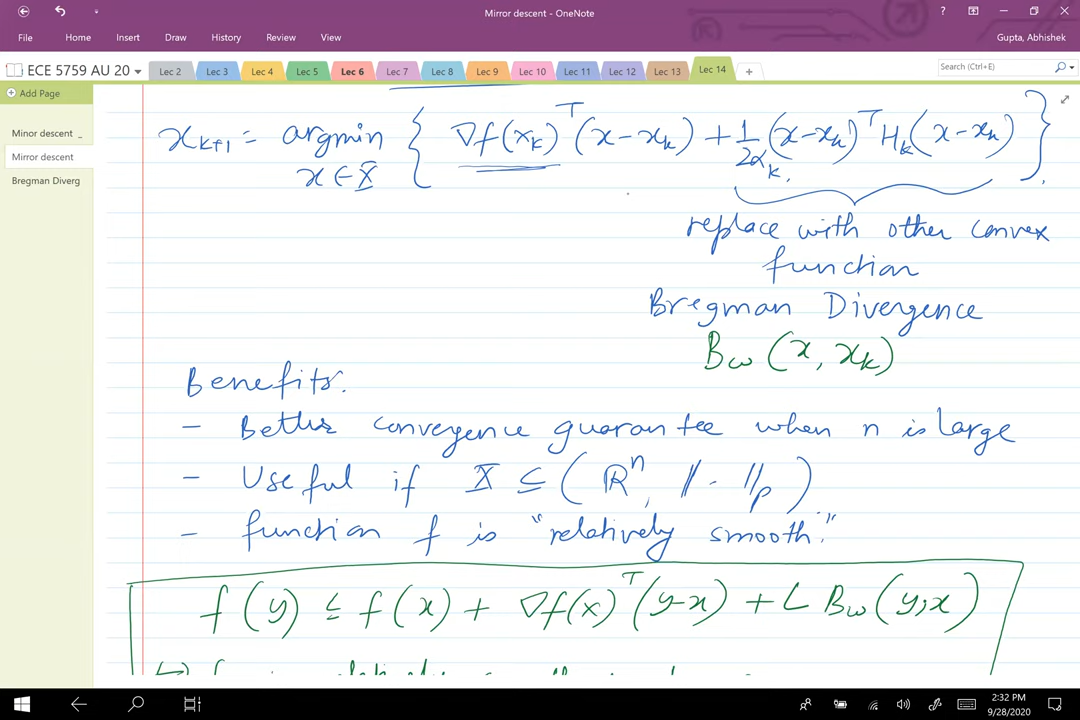 Mirror descent - OneNote
Gupta, Abhishek
File Home Insert Draw History Review View
ECE 5759 AU 20
Lec 2 Lec 3 Lec 4 Lec 5 Lec 6 Lec 7 Lec 8 Lec 9 Lec 10 Lec 11 Lec 12 Lec 13 Lec 14
Search (Ctrl+E)
Add Page
Minor descent
Mirror descent
Bregman Diverg
x_{k+1} = argmin_{x ∈ X} { ∇f(x_k)^T (x - x_k) + 1/(2α_k) (x - x_k)^T H_k (x - x_k) }
replace with other convex
function
Bregman Divergence
B_ω (x, x_k)
Benefits.
- Better convergence guarantee when n is large
- Useful if X ⊆ (ℝ^n, ‖·‖_p)
- function f is "relatively smooth."
f(y) ≤ f(x) + ∇f(x)^T (y-x) + L B_ω (y; x)
2:32 PM
9/28/2020